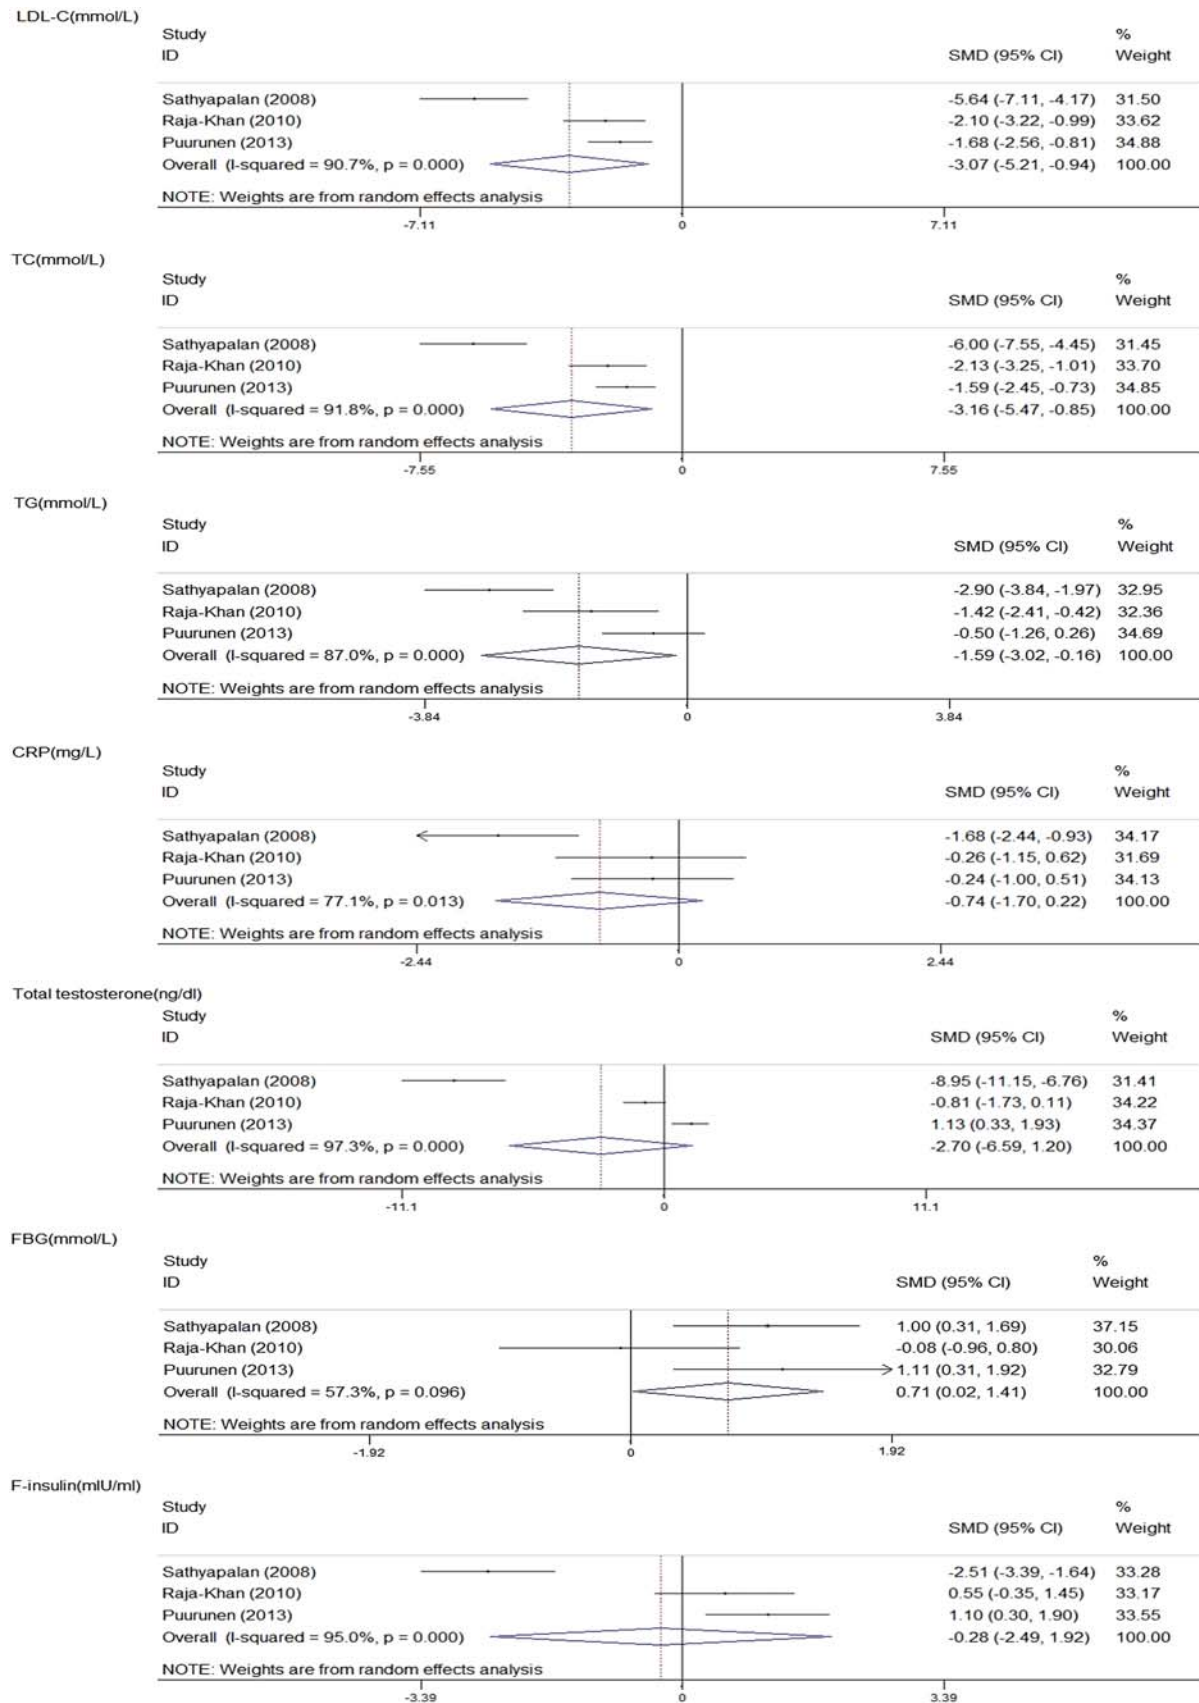 LDL-C(mmol/L)
Study %
ID SMD (95% CI) Weight
Sathyapalan (2008) -5.64 (-7.11, -4.17) 31.50
Raja-Khan (2010) -2.10 (-3.22, -0.99) 33.62
Puurunen (2013) -1.68 (-2.56, -0.81) 34.88
Overall (I-squared = 90.7%, p = 0.000) -3.07 (-5.21, -0.94) 100.00
NOTE: Weights are from random effects analysis
-7.11 0 7.11
TC(mmol/L)
Study %
ID SMD (95% CI) Weight
Sathyapalan (2008) -6.00 (-7.55, -4.45) 31.45
Raja-Khan (2010) -2.13 (-3.25, -1.01) 33.70
Puurunen (2013) -1.59 (-2.45, -0.73) 34.85
Overall (I-squared = 91.8%, p = 0.000) -3.16 (-5.47, -0.85) 100.00
NOTE: Weights are from random effects analysis
-7.55 0 7.55
TG(mmol/L)
Study %
ID SMD (95% CI) Weight
Sathyapalan (2008) -2.90 (-3.84, -1.97) 32.95
Raja-Khan (2010) -1.42 (-2.41, -0.42) 32.36
Puurunen (2013) -0.50 (-1.26, 0.26) 34.69
Overall (I-squared = 87.0%, p = 0.000) -1.59 (-3.02, -0.16) 100.00
NOTE: Weights are from random effects analysis
-3.84 0 3.84
CRP(mg/L)
Study %
ID SMD (95% CI) Weight
Sathyapalan (2008) -1.68 (-2.44, -0.93) 34.17
Raja-Khan (2010) -0.26 (-1.15, 0.62) 31.69
Puurunen (2013) -0.24 (-1.00, 0.51) 34.13
Overall (I-squared = 77.1%, p = 0.013) -0.74 (-1.70, 0.22) 100.00
NOTE: Weights are from random effects analysis
-2.44 0 2.44
Total testosterone(ng/dl)
Study %
ID SMD (95% CI) Weight
Sathyapalan (2008) -8.95 (-11.15, -6.76) 31.41
Raja-Khan (2010) -0.81 (-1.73, 0.11) 34.22
Puurunen (2013) 1.13 (0.33, 1.93) 34.37
Overall (I-squared = 97.3%, p = 0.000) -2.70 (-6.59, 1.20) 100.00
NOTE: Weights are from random effects analysis
-11.1 0 11.1
FBG(mmol/L)
Study %
ID SMD (95% CI) Weight
Sathyapalan (2008) 1.00 (0.31, 1.69) 37.15
Raja-Khan (2010) -0.08 (-0.96, 0.80) 30.06
Puurunen (2013) 1.11 (0.31, 1.92) 32.79
Overall (I-squared = 57.3%, p = 0.096) 0.71 (0.02, 1.41) 100.00
NOTE: Weights are from random effects analysis
-1.92 0 1.92
F-insulin(mIU/ml)
Study %
ID SMD (95% CI) Weight
Sathyapalan (2008) -2.51 (-3.39, -1.64) 33.28
Raja-Khan (2010) 0.55 (-0.35, 1.45) 33.17
Puurunen (2013) 1.10 (0.30, 1.90) 33.55
Overall (I-squared = 95.0%, p = 0.000) -0.28 (-2.49, 1.92) 100.00
NOTE: Weights are from random effects analysis
-3.39 0 3.39